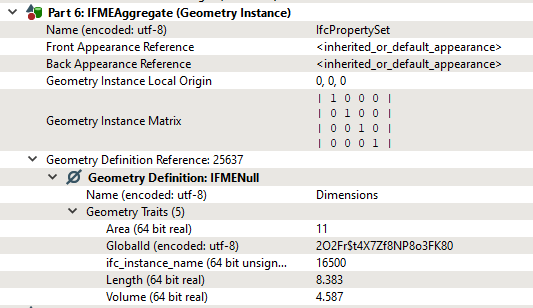 Part 6: IFMEAggregate (Geometry Instance)
Name (encoded: utf-8) IfcPropertySet
Front Appearance Reference <inherited_or_default_appearance>
Back Appearance Reference <inherited_or_default_appearance>
Geometry Instance Local Origin 0, 0, 0
Geometry Instance Matrix
| 1 0 0 0 |
| 0 1 0 0 |
| 0 0 1 0 |
| 0 0 0 1 |
Geometry Definition Reference: 25637
Geometry Definition: IFMENull
Name (encoded: utf-8) Dimensions
Geometry Traits (5)
Area (64 bit real) 11
GlobalId (encoded: utf-8) 2O2Fr$t4X7Zf8NP8o3FK80
ifc_instance_name (64 bit unsign... 16500
Length (64 bit real) 8.383
Volume (64 bit real) 4.587